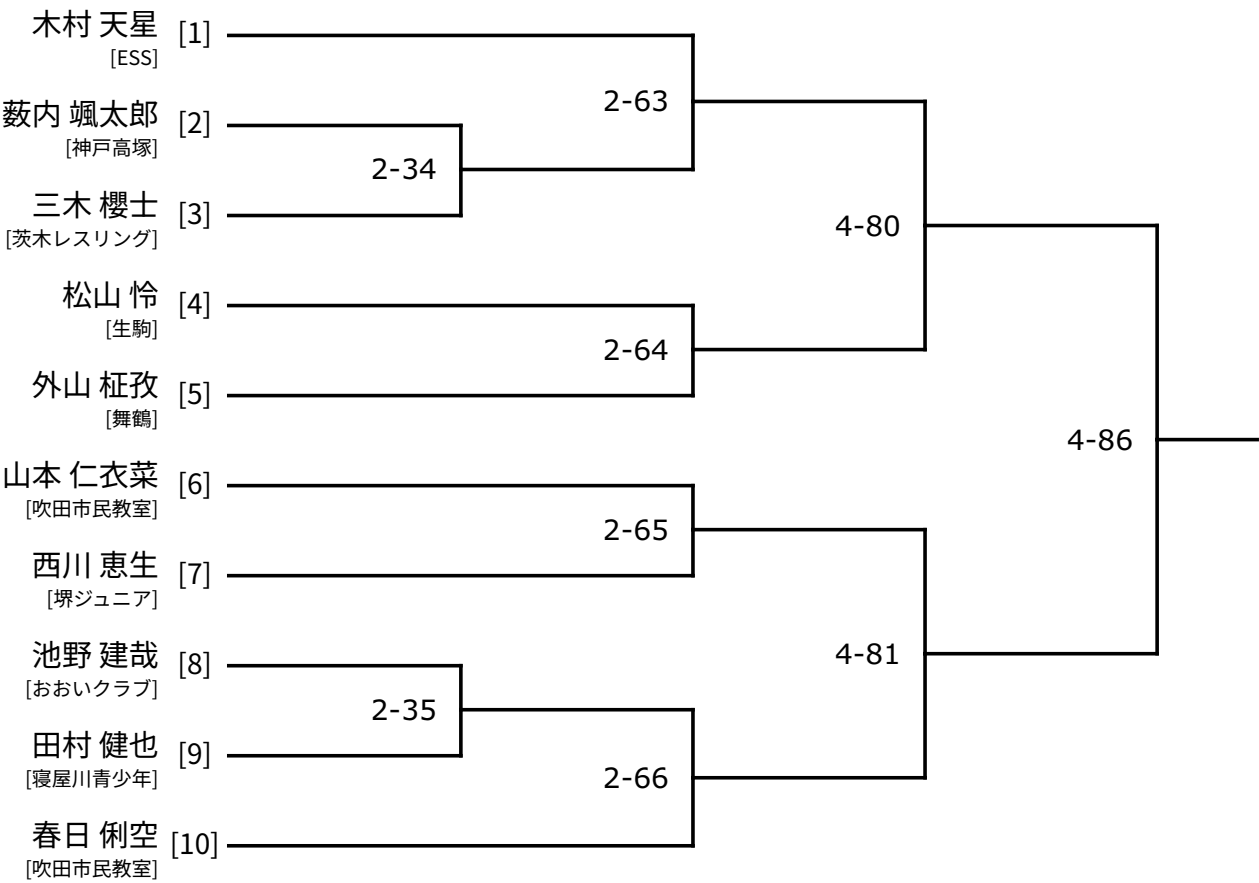 木村 天星 [1]
[ESS]
2-63
薮内 颯太郎 [2]
[神戸高塚]
2-34
三木 櫻士 [3]
[茨木レスリング]
4-80
松山 怜 [4]
[生駒]
2-64
外山 柾孜 [5]
[舞鶴]
4-86
山本 仁衣菜 [6]
[吹田市民教室]
2-65
西川 恵生 [7]
[堺ジュニア]
4-81
池野 建哉 [8]
[おおいクラブ]
2-35
田村 健也 [9]
[寝屋川青少年]
2-66
春日 俐空 [10]
[吹田市民教室]